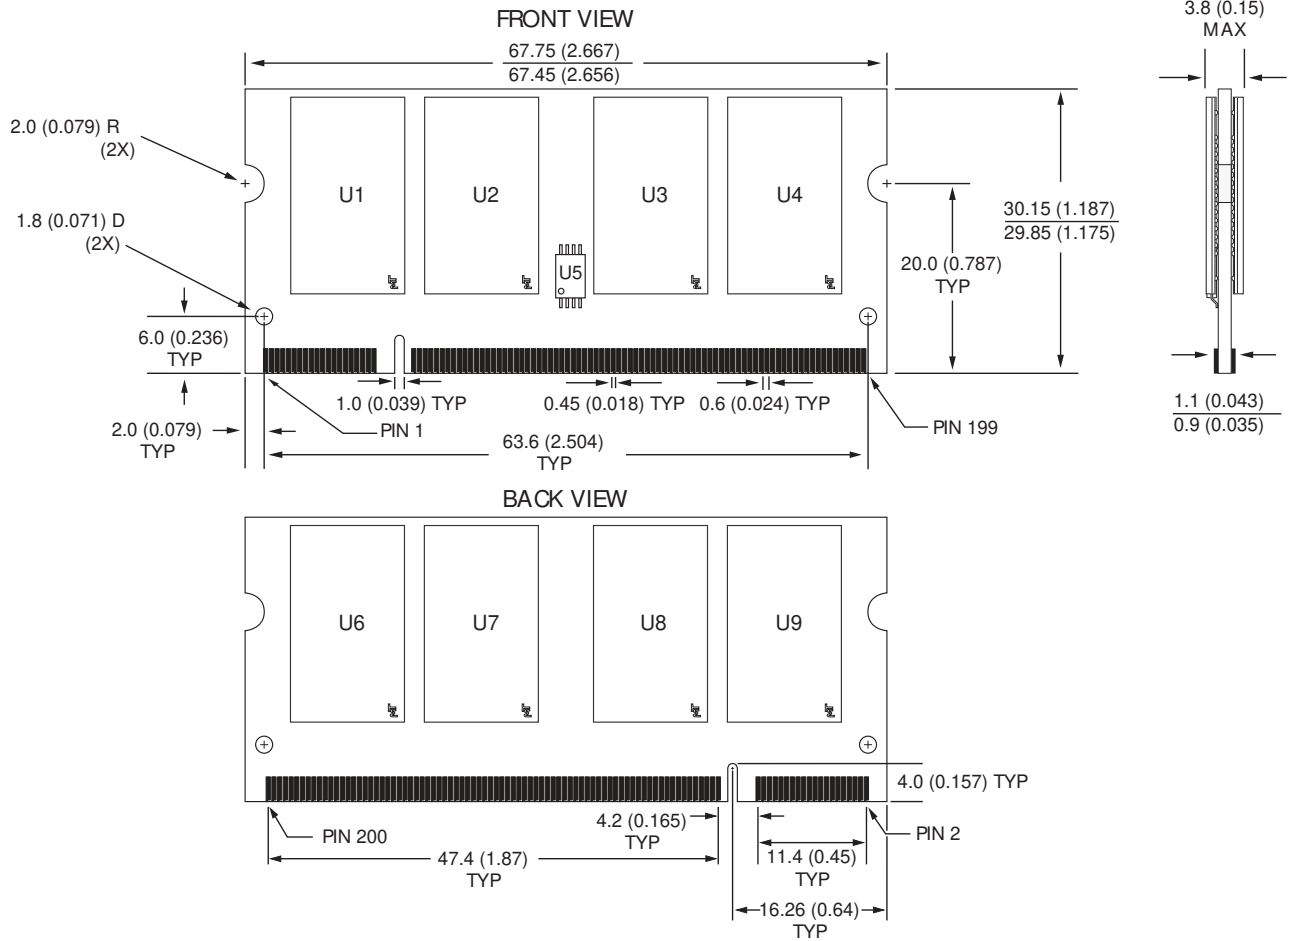 FRONT VIEW
3.8 (0.15)
MAX
67.75 (2.667)
67.45 (2.656)
2.0 (0.079) R
(2X)
U1
U2
U3
U4
30.15 (1.187)
29.85 (1.175)
1.8 (0.071) D
(2X)
U5
20.0 (0.787)
TYP
6.0 (0.236)
TYP
1.0 (0.039) TYP
0.45 (0.018) TYP
0.6 (0.024) TYP
1.1 (0.043)
0.9 (0.035)
2.0 (0.079)
TYP
PIN 1
PIN 199
63.6 (2.504)
TYP
BACK VIEW
U6
U7
U8
U9
4.0 (0.157) TYP
PIN 200
4.2 (0.165)
TYP
PIN 2
47.4 (1.87)
TYP
11.4 (0.45)
TYP
16.26 (0.64)
TYP